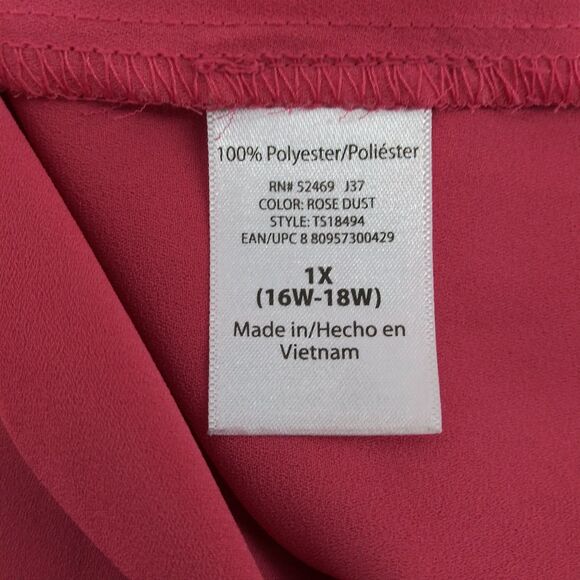 100% Polyester/Poliéster
RN# 52469 J37
COLOR: ROSE DUST
STYLE: TS18494
EAN/UPC 8 80957300429
1X
(16W-18W)
Made in/Hecho en
Vietnam